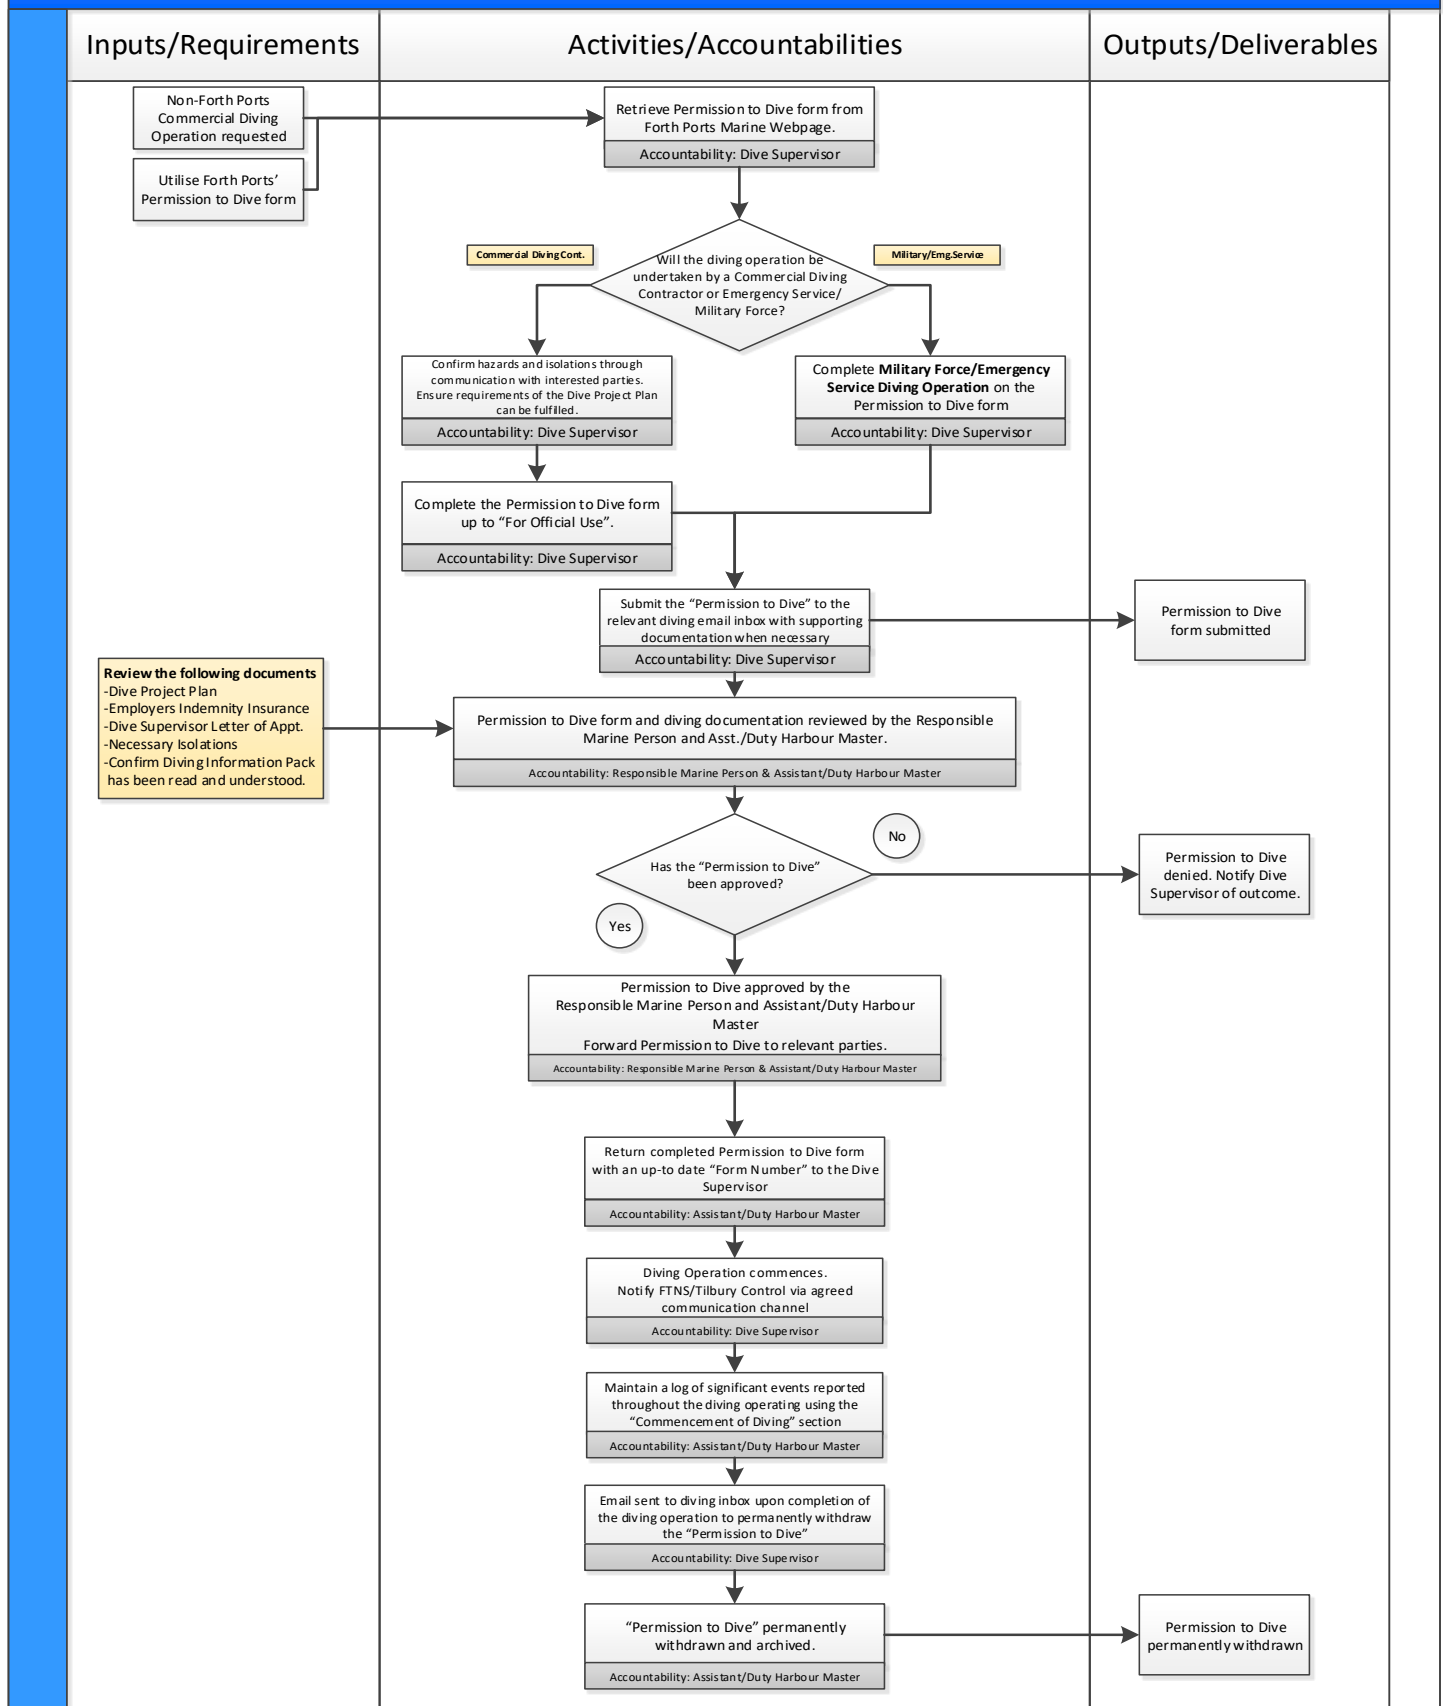 Inputs/Requirements
Activities/Accountabilities
Outputs/Deliverables
Non-Forth Ports
Commercial Diving
Operation requested
Utilise Forth Ports'
Permission to Dive form
Retrieve Permission to Dive form from
Forth Ports Marine Webpage.
Accountability: Dive Supervisor
Commercial Diving Cont.
Military/Emg.Service
Will the diving operation be
undertaken by a Commercial Diving
Contractor or Emergency Service/
Military Force?
Confirm hazards and isolations through
communication with interested parties.
Ensure requirements of the Dive Project Plan
can be fulfilled.
Accountability: Dive Supervisor
Complete Military Force/Emergency
Service Diving Operation on the
Permission to Dive form
Accountability: Dive Supervisor
Complete the Permission to Dive form
up to “For Official Use”.
Accountability: Dive Supervisor
Submit the “Permission to Dive” to the
relevant diving email inbox with supporting
documentation when necessary
Accountability: Dive Supervisor
Permission to Dive
form submitted
Review the following documents
-Dive Project Plan
-Employers Indemnity Insurance
-Dive Supervisor Letter of Appt.
-Necessary Isolations
-Confirm Diving Information Pack
has been read and understood.
Permission to Dive form and diving documentation reviewed by the Responsible
Marine Person and Asst./Duty Harbour Master.
Accountability: Responsible Marine Person & Assistant/Duty Harbour Master
Has the “Permission to Dive”
been approved?
No
Yes
Permission to Dive
denied. Notify Dive
Supervisor of outcome.
Permission to Dive approved by the
Responsible Marine Person and Assistant/Duty Harbour
Master
Forward Permission to Dive to relevant parties.
Accountability: Responsible Marine Person & Assistant/Duty Harbour Master
Return completed Permission to Dive form
with an up-to date “Form Number” to the Dive
Supervisor
Accountability: Assistant/Duty Harbour Master
Diving Operation commences.
Notify FTNS/Tilbury Control via agreed
communication channel
Accountability: Dive Supervisor
Maintain a log of significant events reported
throughout the diving operating using the
“Commencement of Diving” section
Accountability: Assistant/Duty Harbour Master
Email sent to diving inbox upon completion of
the diving operation to permanently withdraw
the “Permission to Dive”
Accountability: Dive Supervisor
“Permission to Dive” permanently
withdrawn and archived.
Accountability: Assistant/Duty Harbour Master
Permission to Dive
permanently withdrawn